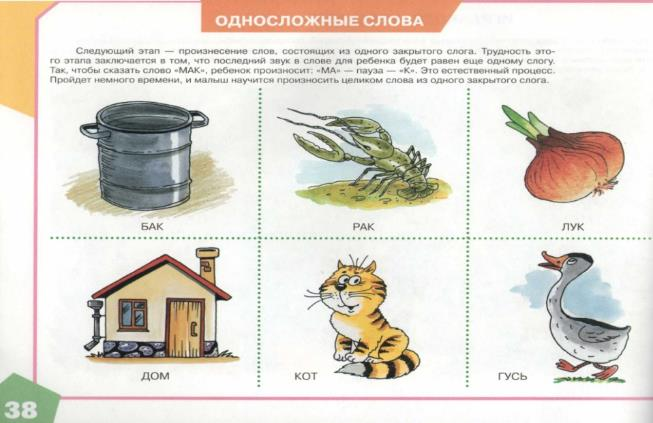 ОДНОСЛОЖНЫЕ СЛОВА
Следующий этап — произнесение слов, состоящих из одного закрытого слога. Трудность это-
го этапа заключается в том, что последний звук в слове для ребенка будет равен еще одному слогу.
Так, чтобы сказать слово «МАК», ребенок произносит: «МА» — пауза — «К». Это естественный процесс.
Пройдет немного времени, и малыш научится произносить целиком слова из одного закрытого слога.
БАК
РАК
ЛУК
ДОМ
КОТ
ГУСЬ
38